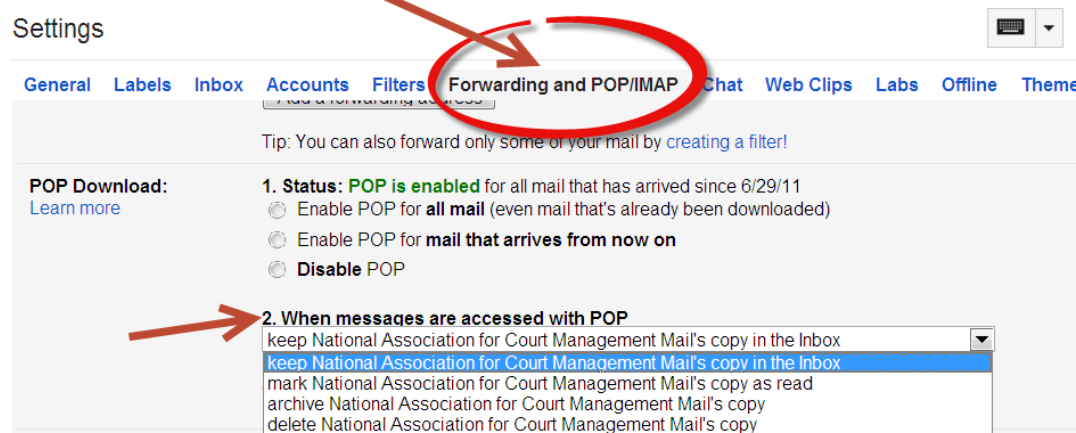 Settings
General Labels Inbox Accounts Filters Forwarding and POP/IMAP Chat Web Clips Labs Offline Theme
Add a forwarding address
Tip: You can also forward only some of your mail by creating a filter!
POP Download:
Learn more
1. Status: POP is enabled for all mail that has arrived since 6/29/11
Enable POP for all mail (even mail that's already been downloaded)
Enable POP for mail that arrives from now on
Disable POP
2. When messages are accessed with POP
keep National Association for Court Management Mail's copy in the Inbox
keep National Association for Court Management Mail's copy in the Inbox
mark National Association for Court Management Mail's copy as read
archive National Association for Court Management Mail's copy
delete National Association for Court Management Mail's copy